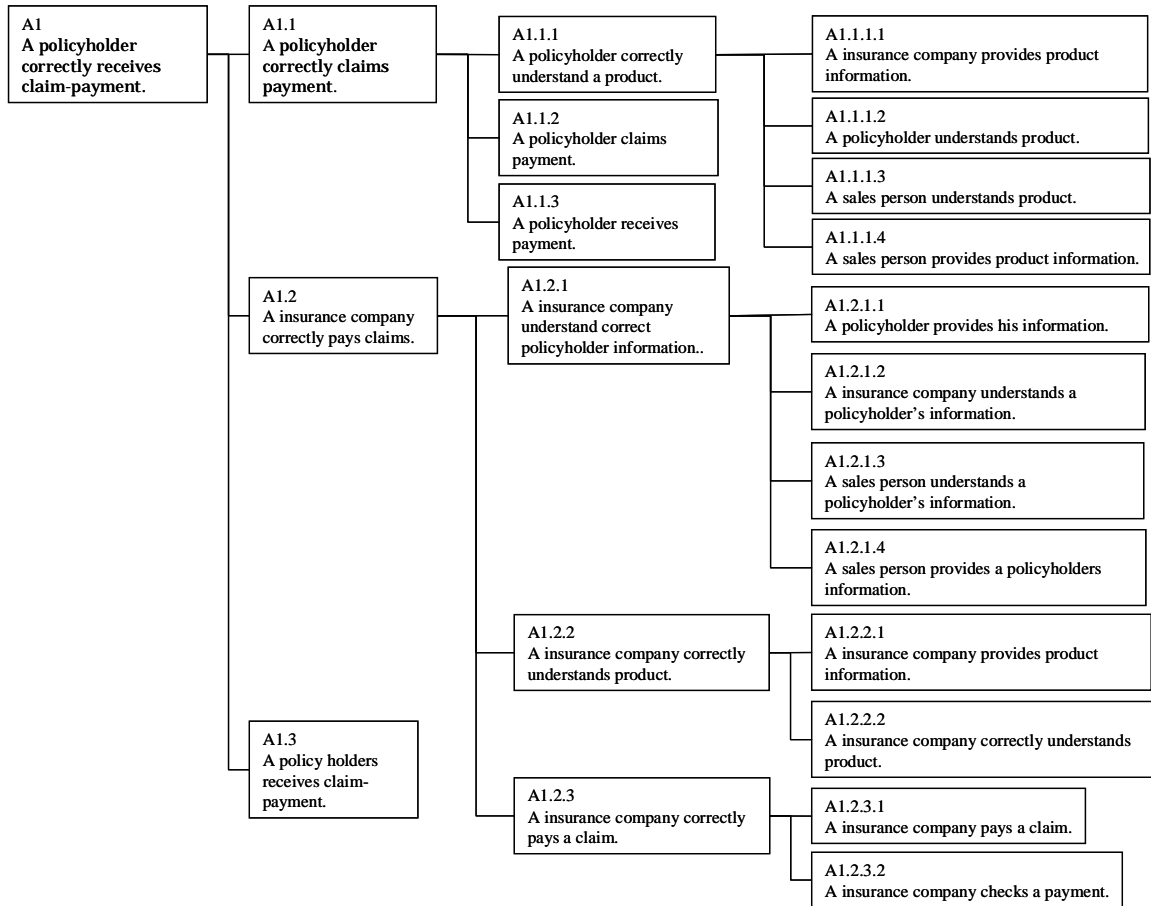 A1
A policyholder
correctly receives
claim-payment.
A1.1
A policyholder
correctly claims
payment.
A1.1.1
A policyholder correctly
understand a product.
A1.1.1.1
A insurance company provides product
information.
A1.1.1.2
A policyholder understands product.
A1.1.1.3
A sales person understands product.
A1.1.1.4
A sales person provides product information.
A1.1.2
A policyholder claims
payment.
A1.1.3
A policyholder receives
payment.
A1.2
A insurance company
correctly pays claims.
A1.2.1
A insurance company
understand correct
policyholder information..
A1.2.1.1
A policyholder provides his information.
A1.2.1.2
A insurance company understands a
policyholder’s information.
A1.2.1.3
A sales person understands a
policyholder’s information.
A1.2.1.4
A sales person provides a policyholders
information.
A1.2.2
A insurance company correctly
understands product.
A1.2.2.1
A insurance company provides product
information.
A1.2.2.2
A insurance company correctly understands
product.
A1.2.3
A insurance company correctly
pays a claim.
A1.2.3.1
A insurance company pays a claim.
A1.2.3.2
A insurance company checks a payment.
A1.3
A policy holders
receives claim-
payment.